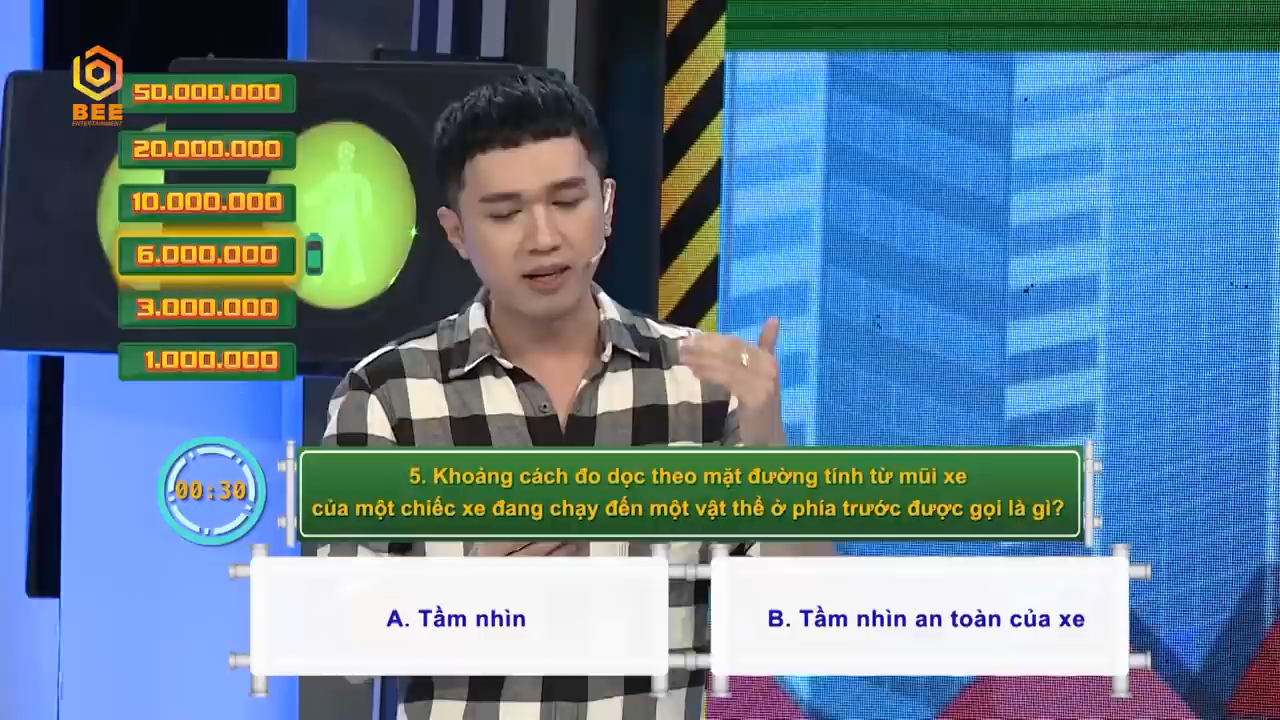 BEE
ENTERTAINMENT
50.000.000
20.000.000
10.000.000
6.000.000
3.000.000
1.000.000
00:30
5. Khoảng cách đo dọc theo mặt đường tính từ mũi xe
của một chiếc xe đang chạy đến một vật thể ở phía trước được gọi là gì?
A. Tầm nhìn
B. Tầm nhìn an toàn của xe